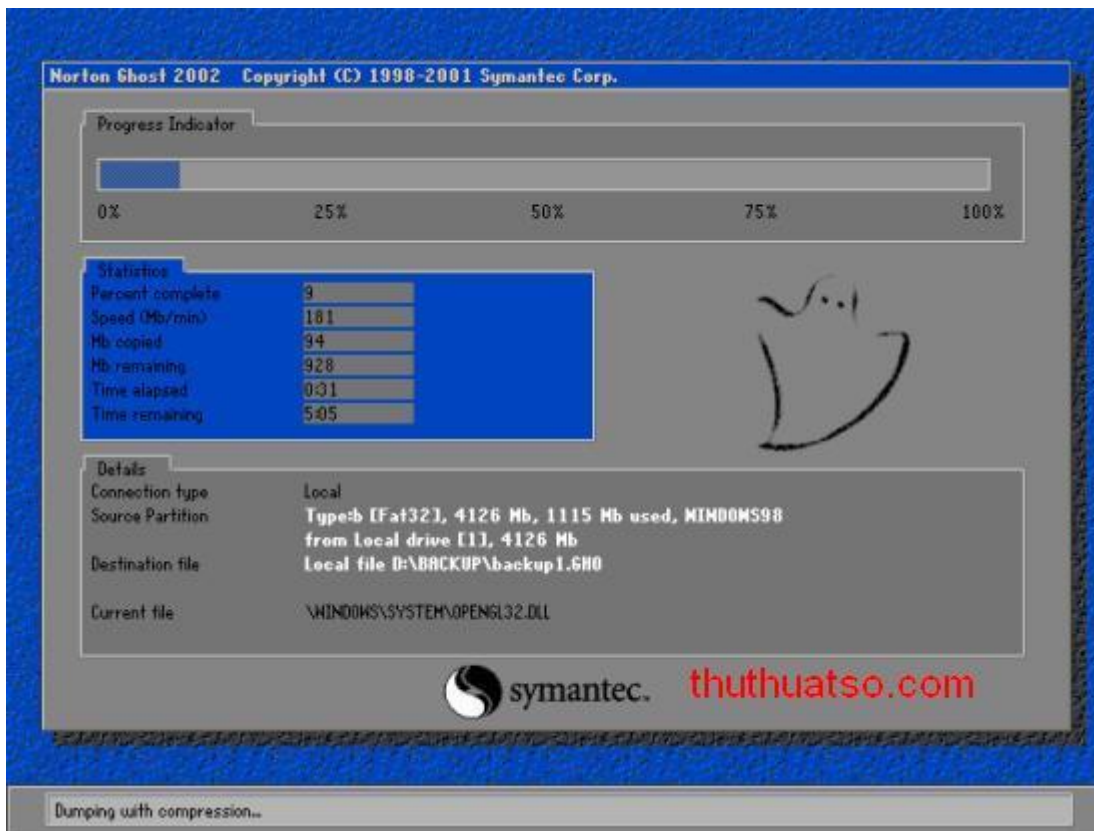 Norton Ghost 2002 Copyright (C) 1998-2001 Symantec Corp.
Progress Indicator
0% 25% 50% 75% 100%
Statistics
Percent complete 9
Speed (Mb/min) 181
Mb copied 94
Mb remaining 928
Time elapsed 0:31
Time remaining 5:05
Details
Connection type Local
Source Partition Type:b [Fat32], 4126 Mb, 1115 Mb used, WINDOWS98
from Local drive [1], 4126 Mb
Destination file Local file D:\BACKUP\backup1.GHO
Current file \WINDOWS\SYSTEM\OPENGL32.DLL
symantec. thuthuatso.com
Dumping with compression...